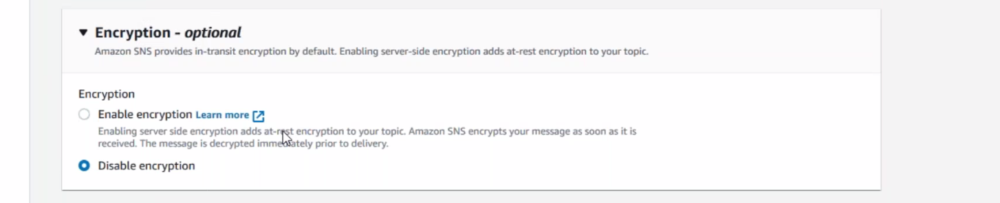 Encryption - optional
Amazon SNS provides in-transit encryption by default. Enabling server-side encryption adds at-rest encryption to your topic.
Encryption
Enable encryption Learn more
Enabling server side encryption adds at-rest encryption to your topic. Amazon SNS encrypts your message as soon as it is
received. The message is decrypted immediately prior to delivery.
Disable encryption